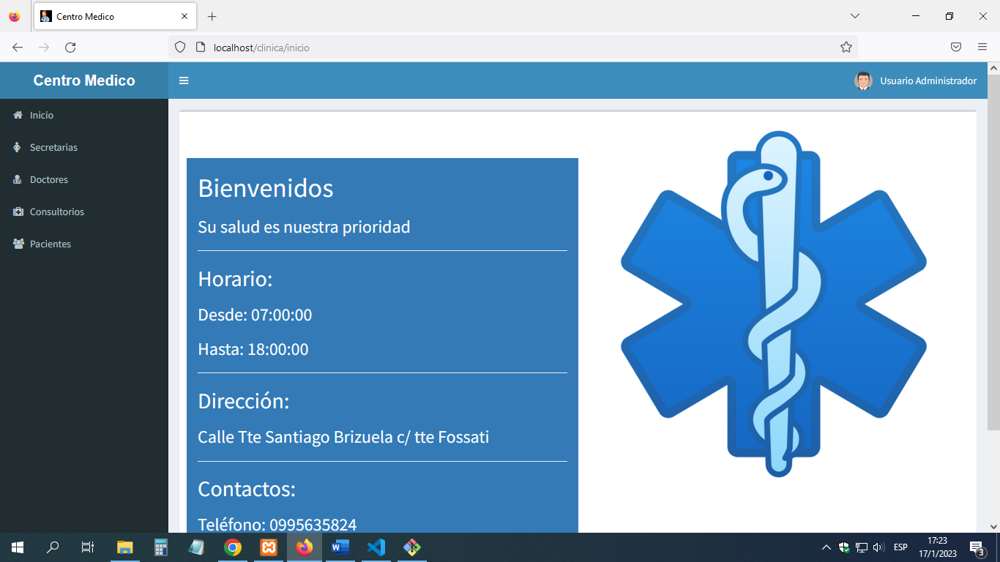 Centro Medico
localhost/clinica/inicio
Centro Medico
Usuario Administrador
Inicio
Secretarias
Doctores
Consultorios
Pacientes
Bienvenidos
Su salud es nuestra prioridad
Horario:
Desde: 07:00:00
Hasta: 18:00:00
Dirección:
Calle Tte Santiago Brizuela c/ tte Fossati
Contactos:
Teléfono: 0995635824
ESP
17:23
17/1/2023
3